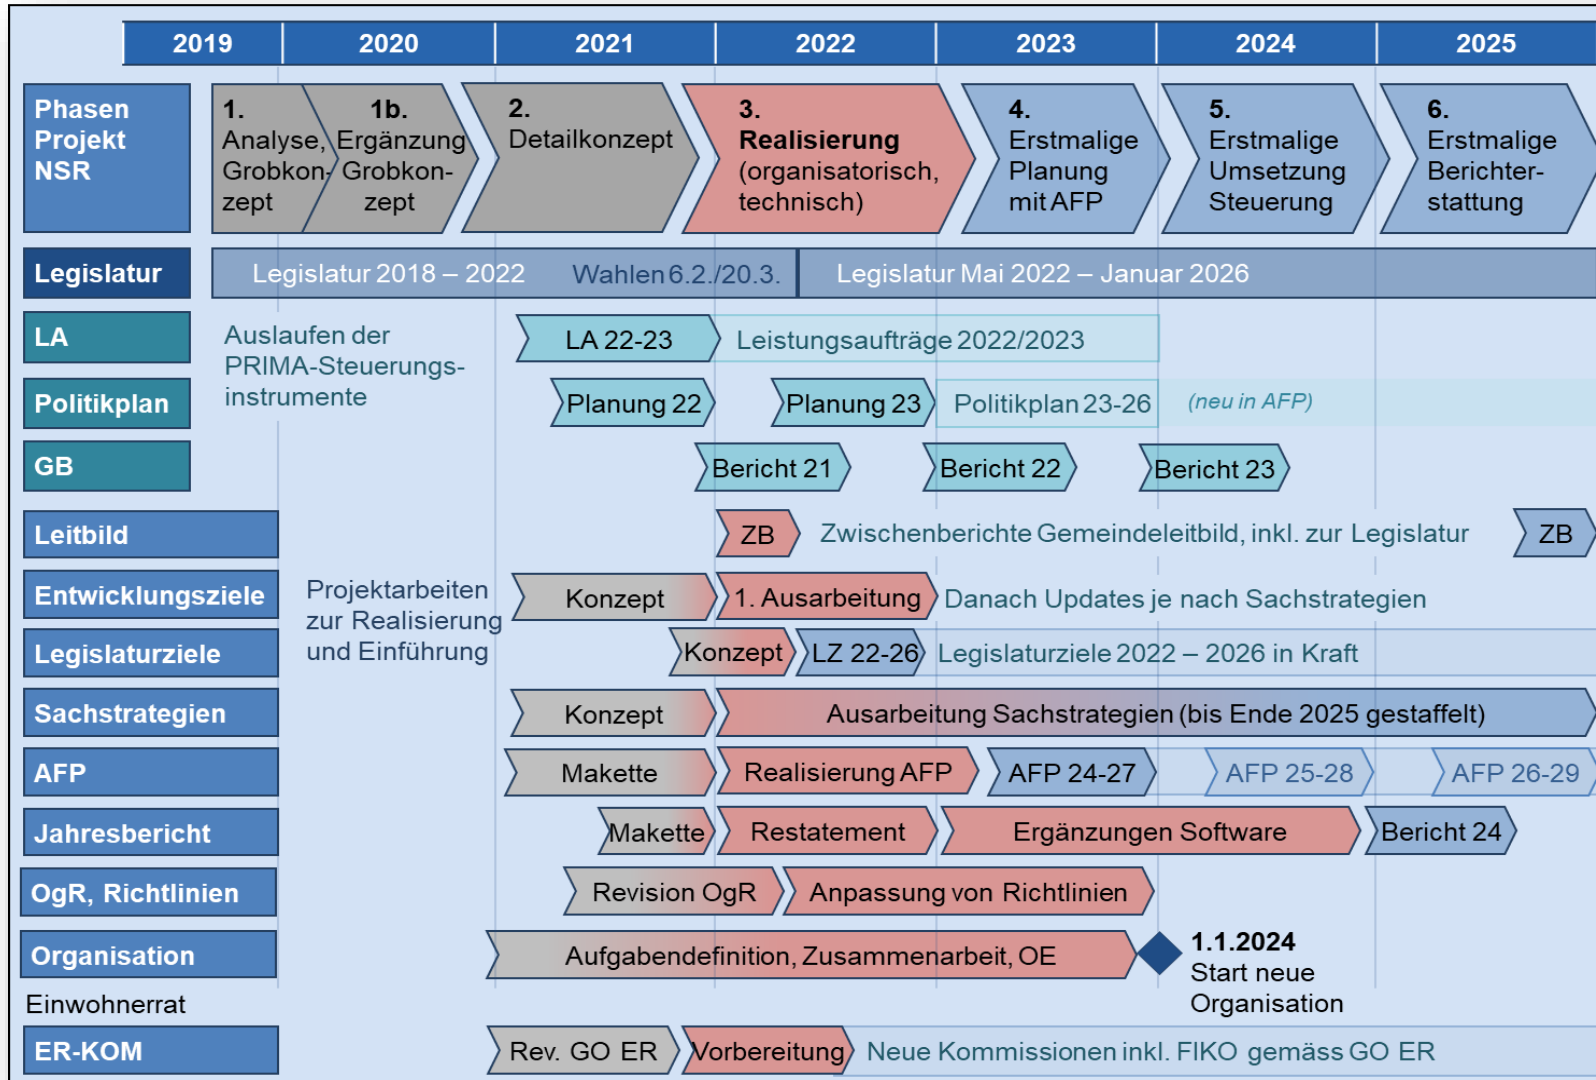 2019 2020 2021 2022 2023 2024 2025
Phasen
Projekt
NSR
1.
Analyse,
Grobkon-
zept
1b.
Ergänzung
Grobkon-
zept
2.
Detailkonzept
3.
Realisierung
(organisatorisch,
technisch)
4.
Erstmalige
Planung
mit AFP
5.
Erstmalige
Umsetzung
Steuerung
6.
Erstmalige
Berichter-
stattung
Legislatur
Legislatur 2018 – 2022 Wahlen 6.2./20.3. Legislatur Mai 2022 – Januar 2026
Auslaufen der
PRIMA-Steuerungs-
instrumente
LA
LA 22-23 Leistungsaufträge 2022/2023
Politikplan
Planung 22 Planung 23 Politikplan 23-26 (neu in AFP)
GB
Bericht 21 Bericht 22 Bericht 23
Leitbild
ZB Zwischenberichte Gemeindeleitbild, inkl. zur Legislatur ZB
Projektarbeiten
zur Realisierung
und Einführung
Entwicklungsziele
Konzept 1. Ausarbeitung Danach Updates je nach Sachstrategien
Legislaturziele
Konzept LZ 22-26 Legislaturziele 2022 – 2026 in Kraft
Sachstrategien
Konzept Ausarbeitung Sachstrategien (bis Ende 2025 gestaffelt)
AFP
Makette Realisierung AFP AFP 24-27 AFP 25-28 AFP 26-29
Jahresbericht
Makette Restatement Ergänzungen Software Bericht 24
OgR, Richtlinien
Revision OgR Anpassung von Richtlinien
Organisation
Aufgabendefinition, Zusammenarbeit, OE
1.1.2024
Start neue
Organisation
Einwohnerrat
ER-KOM
Rev. GO ER Vorbereitung Neue Kommissionen inkl. FIKO gemäss GO ER